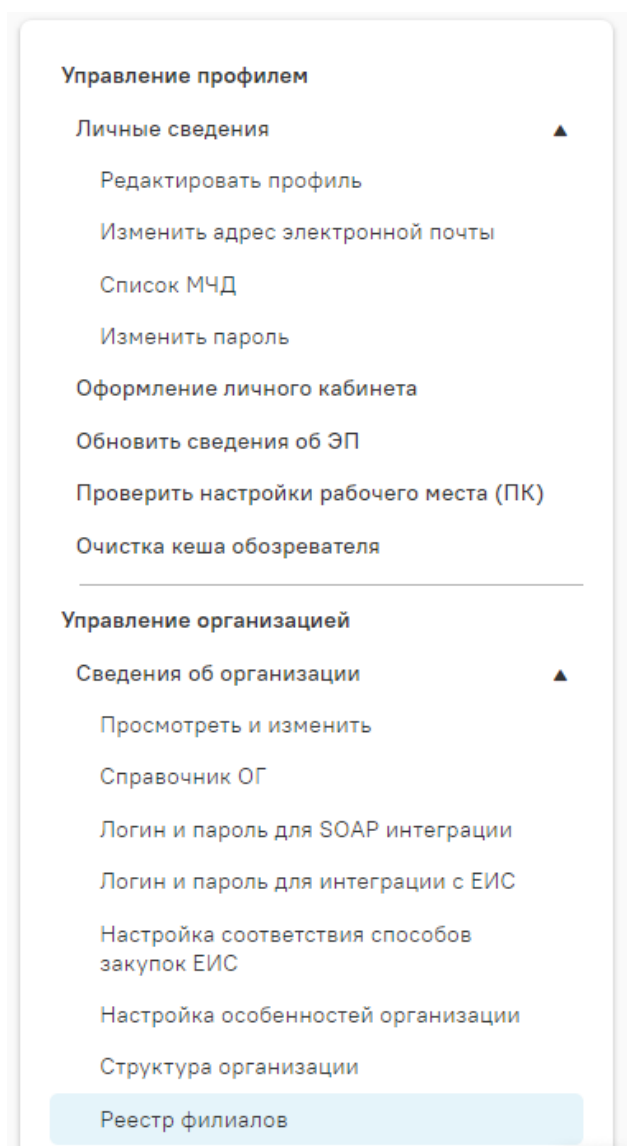 Управление профилем
Личные сведения
Редактировать профиль
Изменить адрес электронной почты
Список МЧД
Изменить пароль
Оформление личного кабинета
Обновить сведения об ЭП
Проверить настройки рабочего места (ПК)
Очистка кеша обозревателя
Управление организацией
Сведения об организации
Просмотреть и изменить
Справочник ОГ
Логин и пароль для SOAP интеграции
Логин и пароль для интеграции с ЕИС
Настройка соответствия способов
закупок ЕИС
Настройка особенностей организации
Структура организации
Реестр филиалов